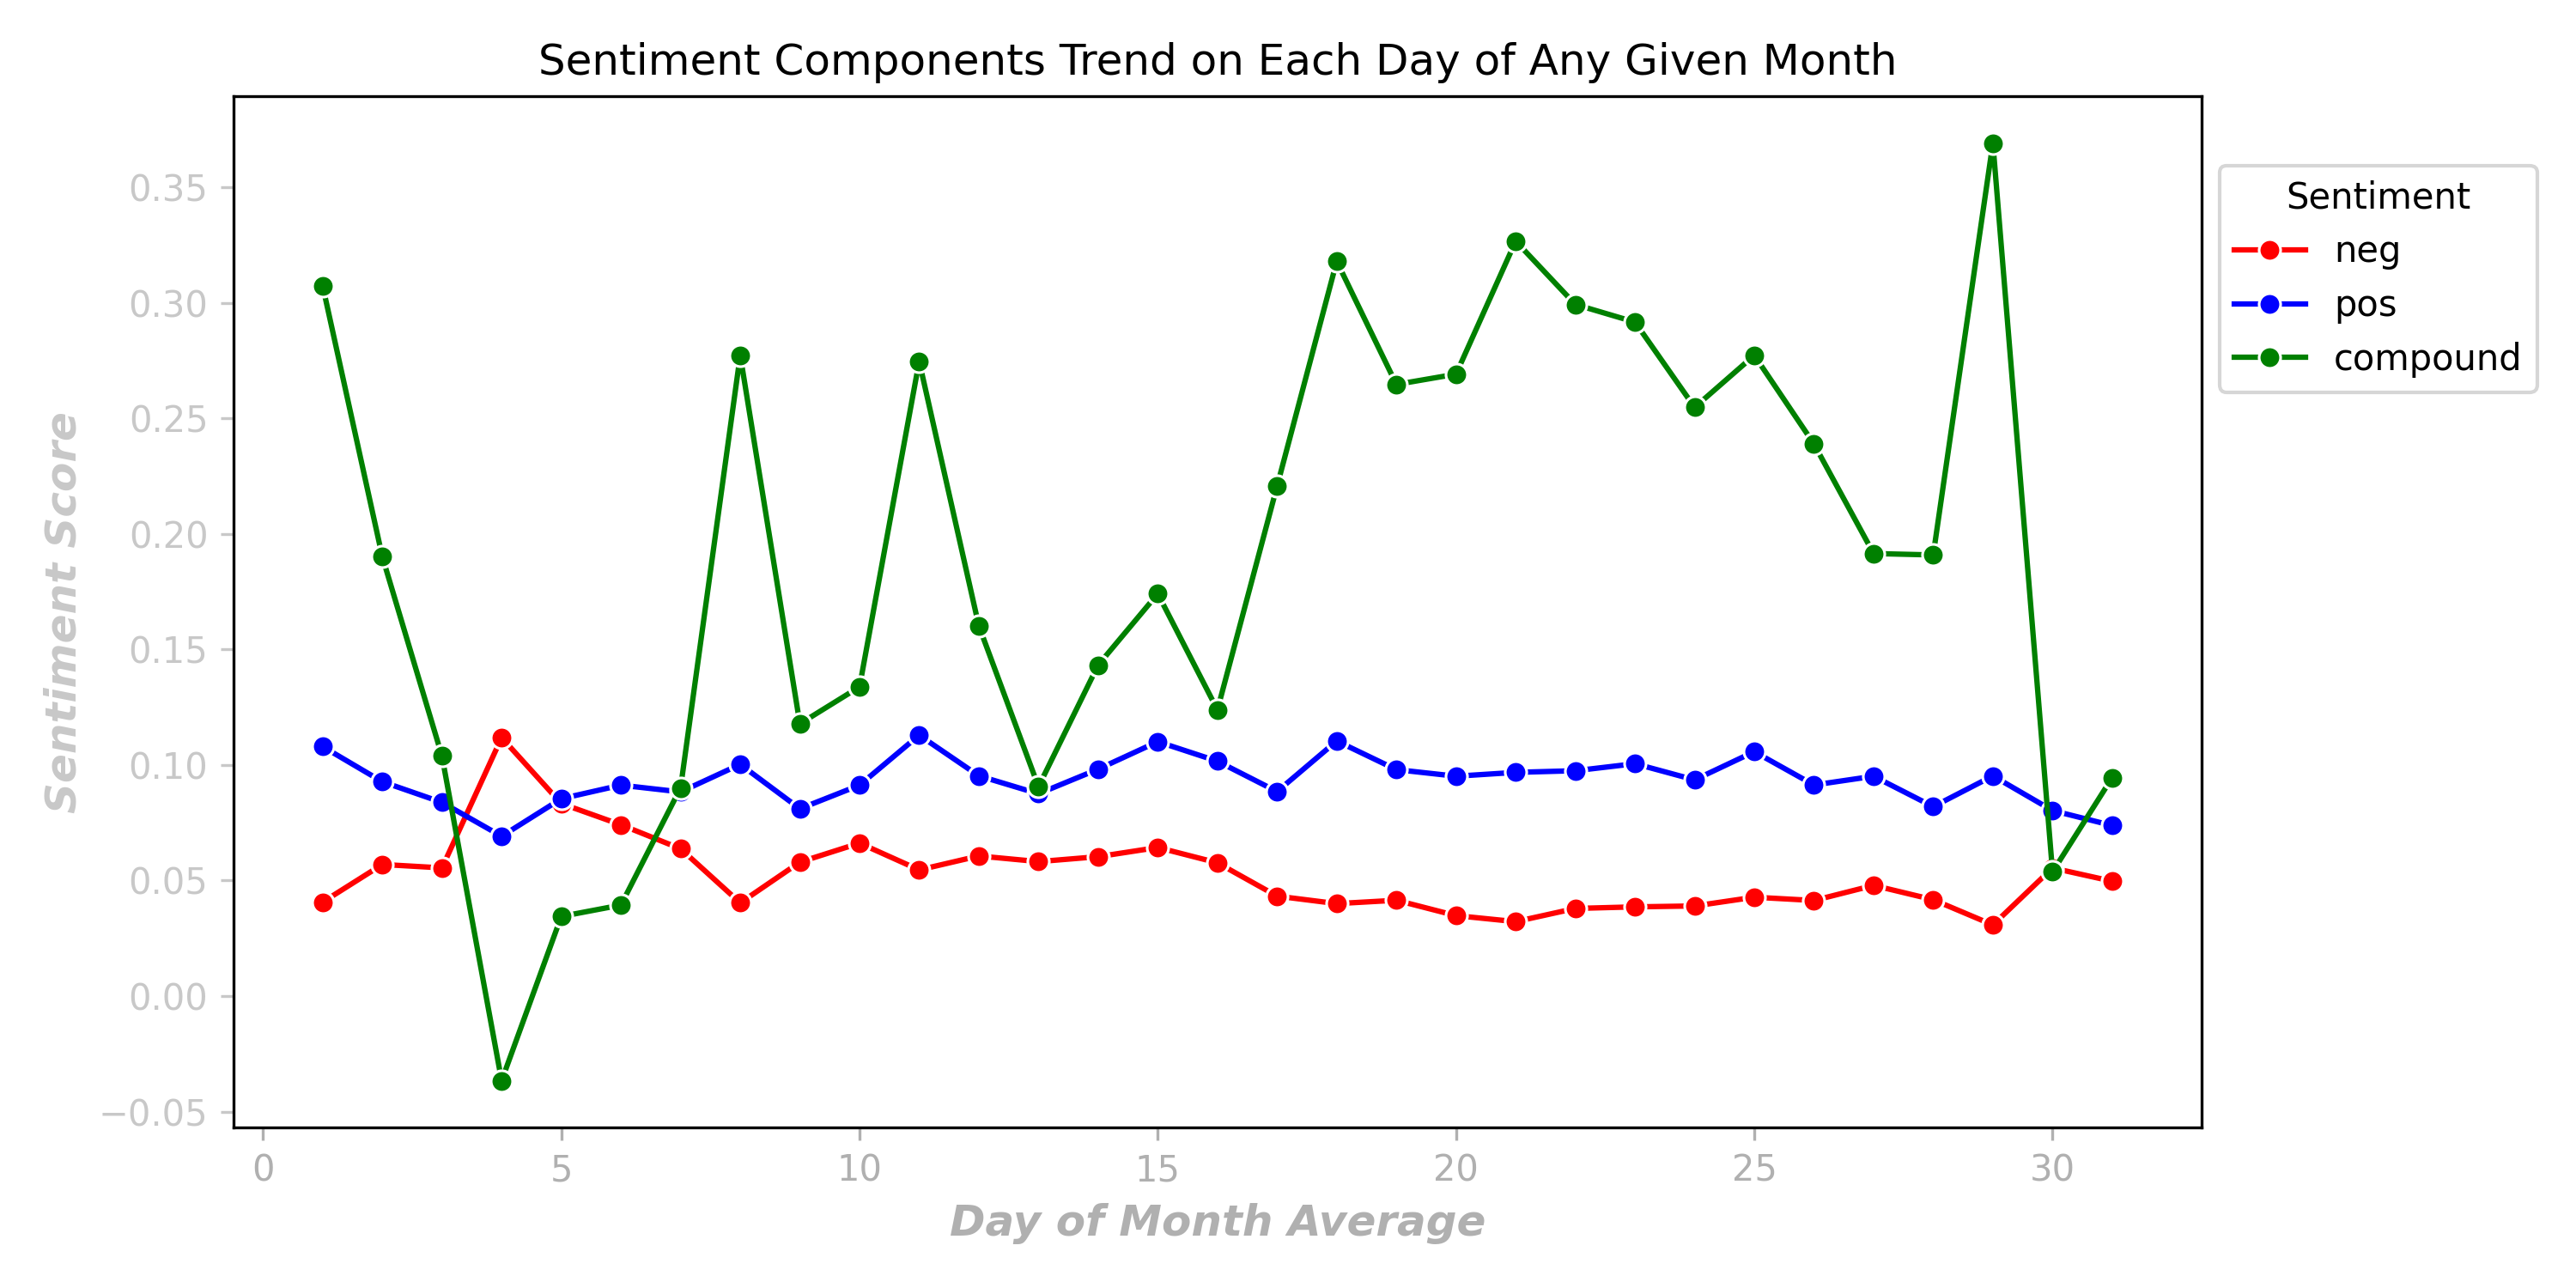 Sentiment Components Trend on Each Day of Any Given Month
Sentiment Score
0.35
0.30
0.25
0.20
0.15
0.10
0.05
0.00
−0.05
0 5 10 15 20 25 30
Day of Month Average
Sentiment
neg
pos
compound